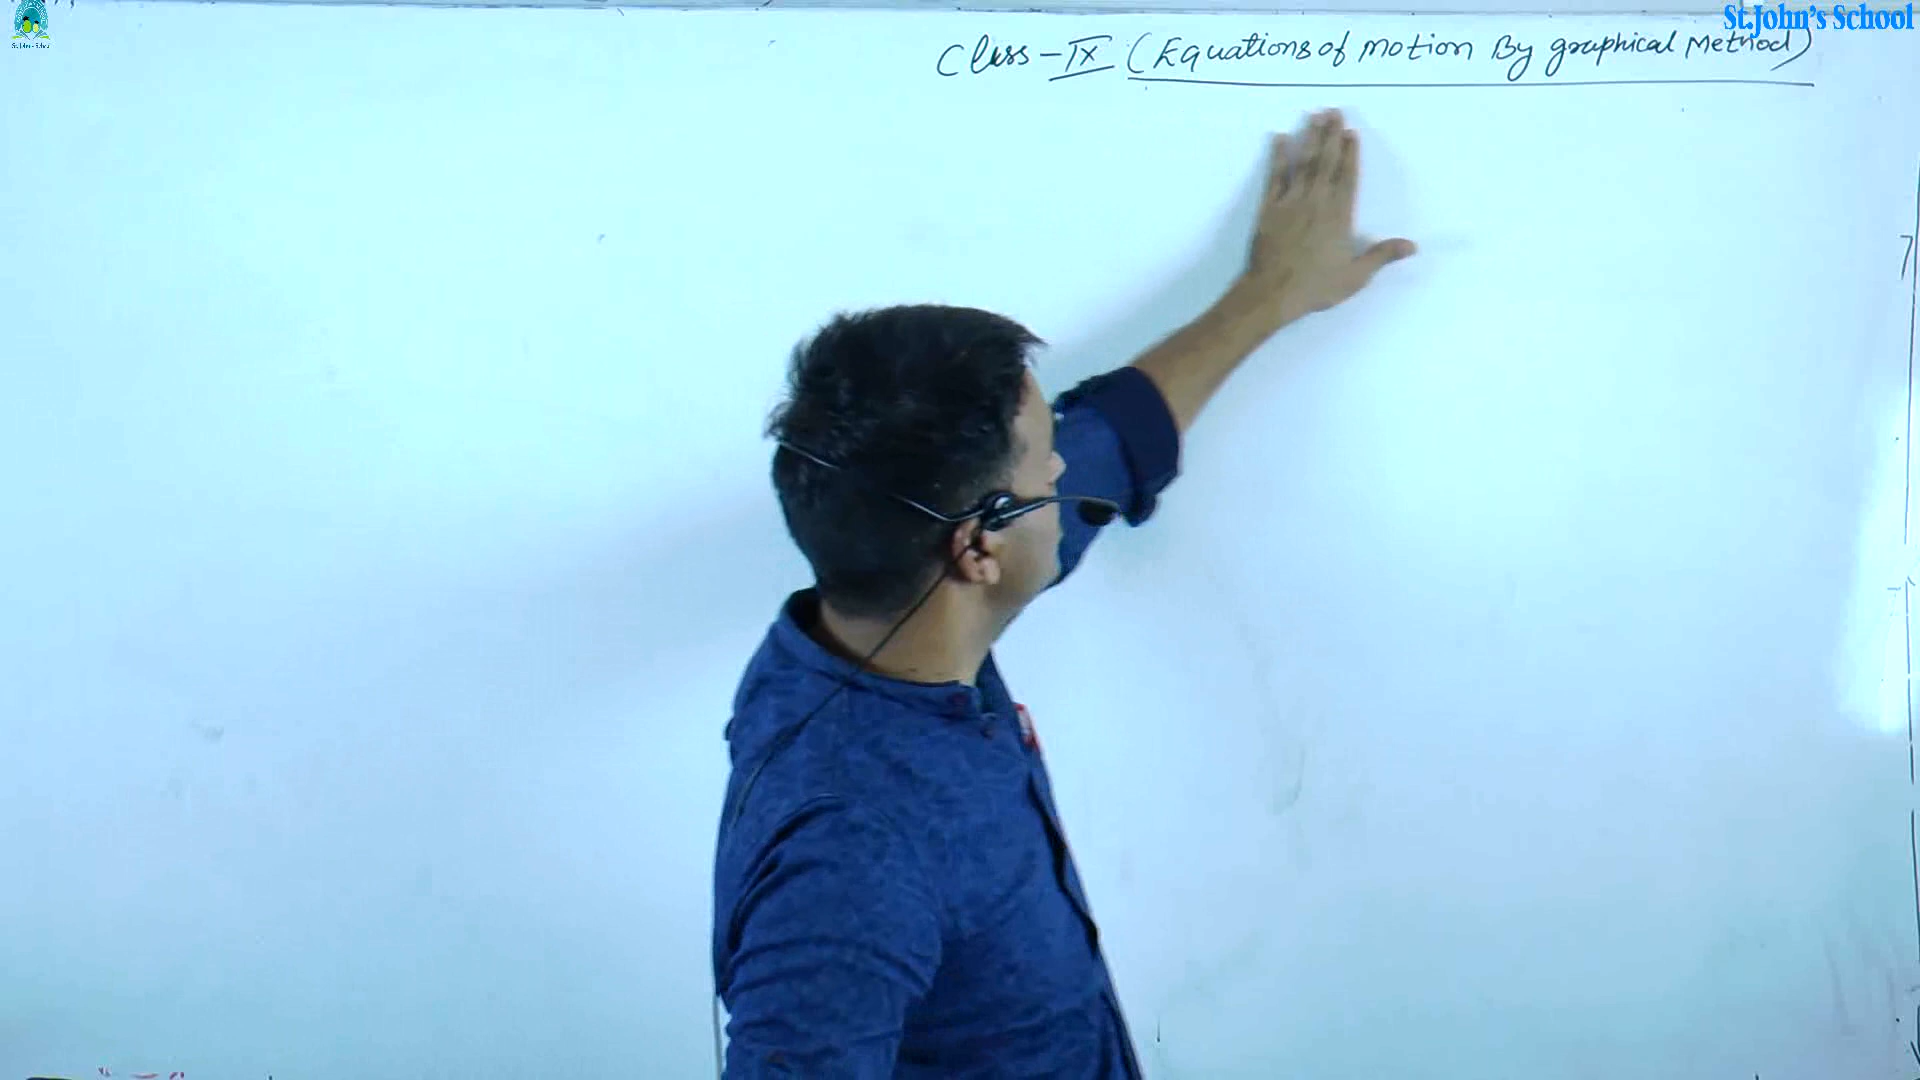 St.John's School
Class - IX (Equations of Motion By graphical Method)